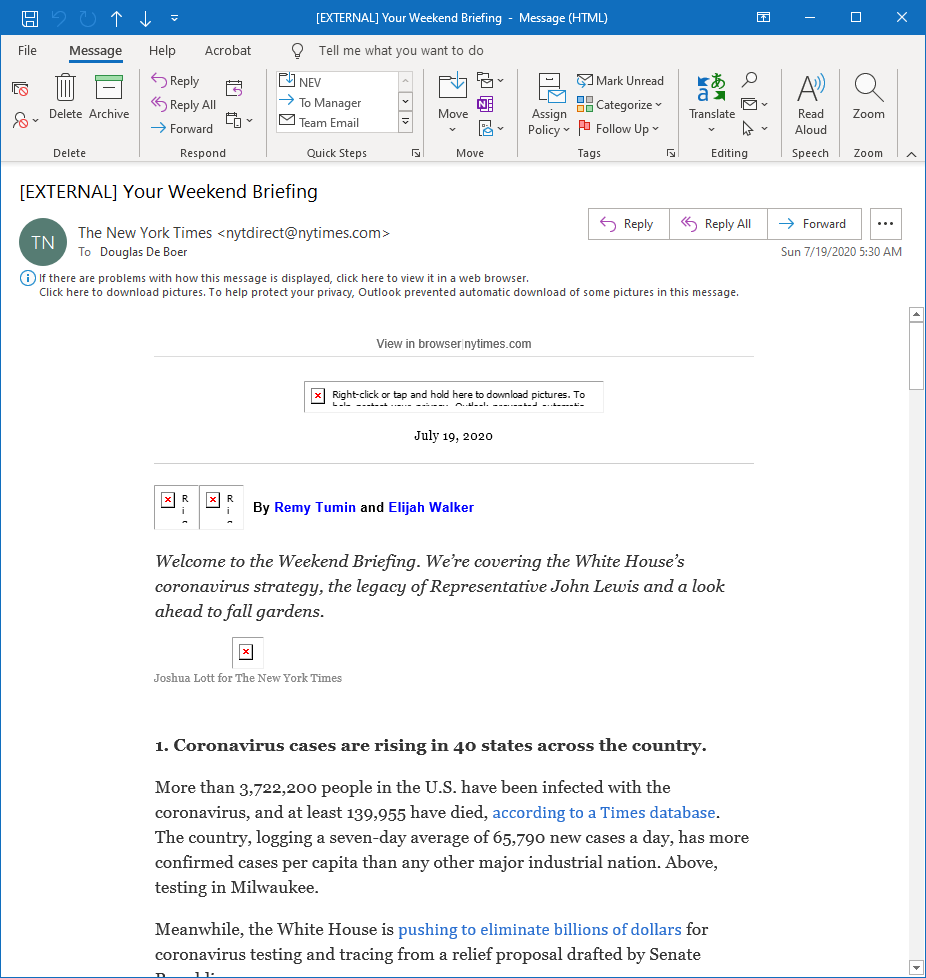 [EXTERNAL] Your Weekend Briefing - Message (HTML)
File Message Help Acrobat Tell me what you want to do
Delete Archive
Reply
Reply All
Forward
NEV
To Manager
Team Email
Move
Assign Policy
Mark Unread
Categorize
Follow Up
Translate
Read Aloud
Zoom
Delete Respond Quick Steps Move Tags Editing Speech Zoom
[EXTERNAL] Your Weekend Briefing
TN
The New York Times <nytdirect@nytimes.com>
To Douglas De Boer
Reply Reply All Forward
Sun 7/19/2020 5:30 AM
If there are problems with how this message is displayed, click here to view it in a web browser.
Click here to download pictures. To help protect your privacy, Outlook prevented automatic download of some pictures in this message.
View in browser|nytimes.com
Right-click or tap and hold here to download pictures. To
July 19, 2020
By Remy Tumin and Elijah Walker
Welcome to the Weekend Briefing. We’re covering the White House’s
coronavirus strategy, the legacy of Representative John Lewis and a look
ahead to fall gardens.
Joshua Lott for The New York Times
1. Coronavirus cases are rising in 40 states across the country.
More than 3,722,200 people in the U.S. have been infected with the
coronavirus, and at least 139,955 have died, according to a Times database.
The country, logging a seven-day average of 65,790 new cases a day, has more
confirmed cases per capita than any other major industrial nation. Above,
testing in Milwaukee.
Meanwhile, the White House is pushing to eliminate billions of dollars for
coronavirus testing and tracing from a relief proposal drafted by Senate